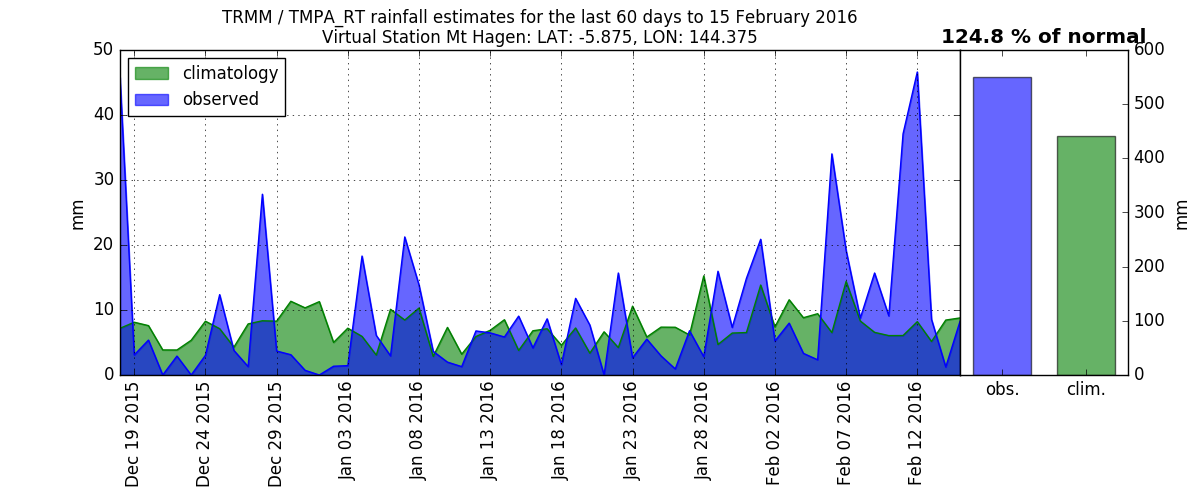 TRMM / TMPA_RT rainfall estimates for the last 60 days to 15 February 2016
Virtual Station Mt Hagen: LAT: -5.875, LON: 144.375
124.8 % of normal
climatology
observed
50
40
30
20
10
0
mm
Dec 19 2015
Dec 24 2015
Dec 29 2015
Jan 03 2016
Jan 08 2016
Jan 13 2016
Jan 18 2016
Jan 23 2016
Jan 28 2016
Feb 02 2016
Feb 07 2016
Feb 12 2016
obs.
clim.
600
500
400
300
200
100
0
mm